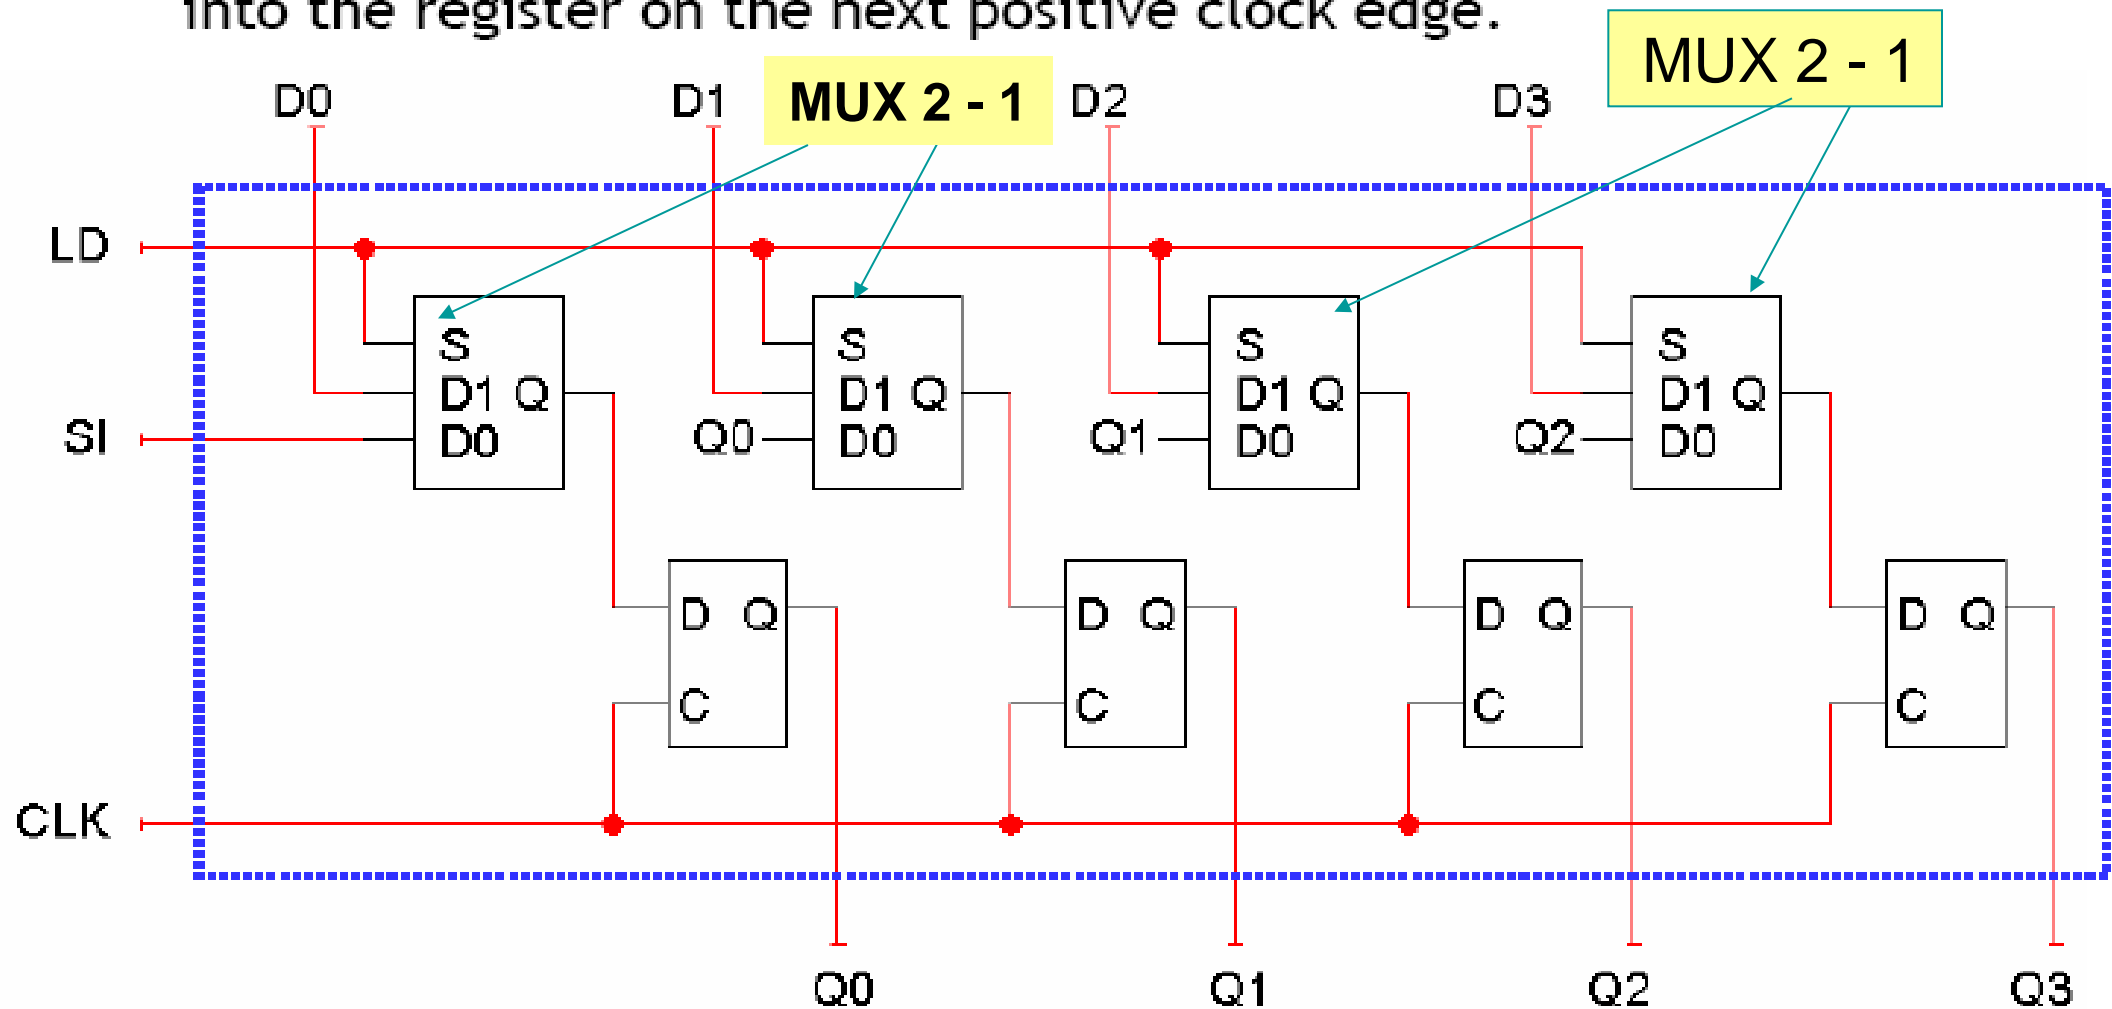 into the register on the next positive clock edge.
MUX 2 - 1
D0 D1 MUX 2 - 1 D2 D3
LD
S S S S
D1 Q D1 Q D1 Q D1 Q
SI D0 Q0 D0 Q1 D0 Q2 D0
D Q D Q D Q D Q
C C C C
CLK
Q0 Q1 Q2 Q3